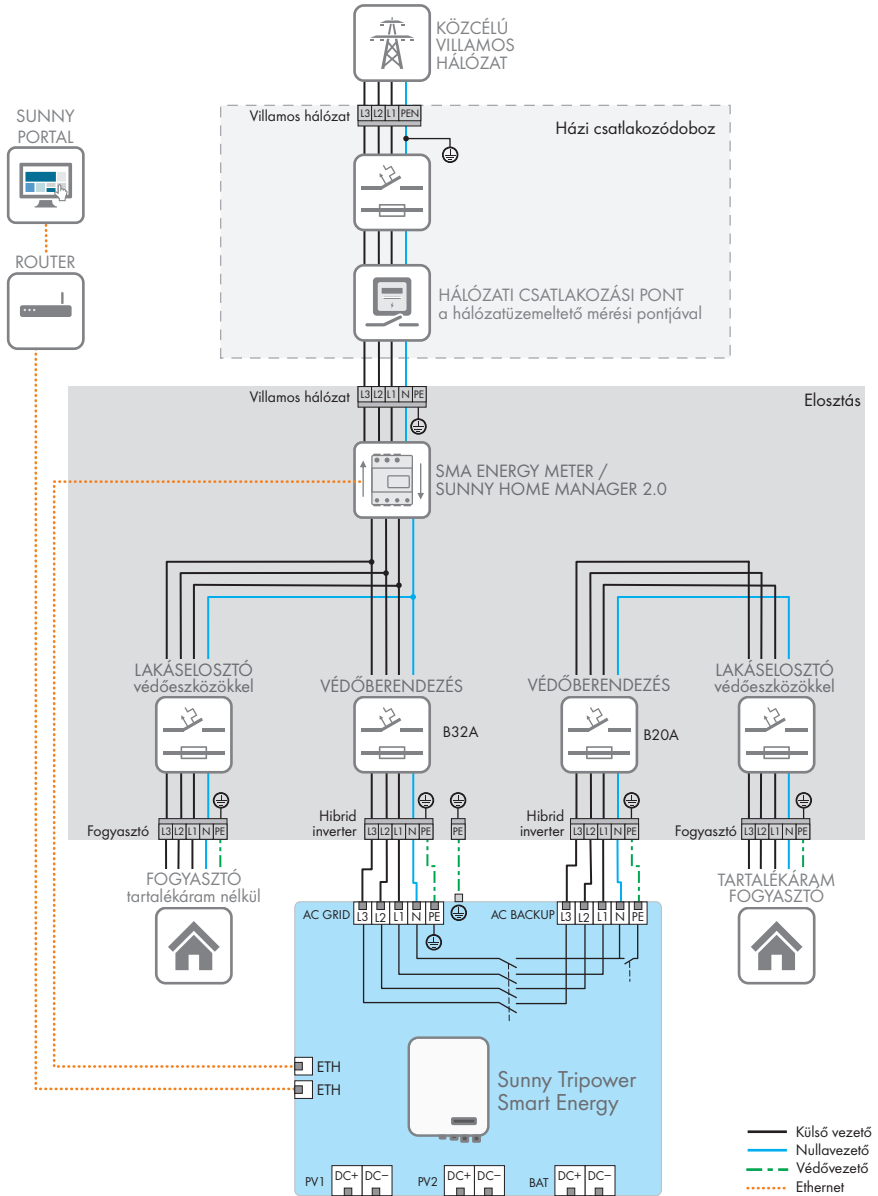 KÖZCÉLÚ
VILLAMOS
HÁLÓZAT
SUNNY
PORTAL
Villamos hálózat
L3 L2 L1 PEN
Házi csatlakozódoboz
ROUTER
HÁLÓZATI CSATLAKOZÁSI PONT
a hálózatüzemeltető mérési pontjával
Villamos hálózat
L3 L2 L1 N PE
Elosztás
SMA ENERGY METER /
SUNNY HOME MANAGER 2.0
LAKÁSELOSZTÓ
védőeszközökkel
VÉDŐBERENDEZÉS
VÉDŐBERENDEZÉS
LAKÁSELOSZTÓ
védőeszközökkel
B32A
B20A
Fogyasztó
L3 L2 L1 N PE
Hibrid
inverter
L3 L2 L1 N PE
PE
Hibrid
inverter
L3 L2 L1 N PE
Fogyasztó
L3 L2 L1 N PE
FOGYASZTÓ
tartalékáram nélkül
TARTALÉKÁRAM
FOGYASZTÓ
AC GRID
L3 L2 L1 N PE
AC BACKUP
L3 L2 L1 N PE
ETH
ETH
Sunny Tripower
Smart Energy
PV1
DC+ DC−
PV2
DC+ DC−
BAT
DC+ DC−
Külső vezető
Nullavezető
Védővezető
Ethernet